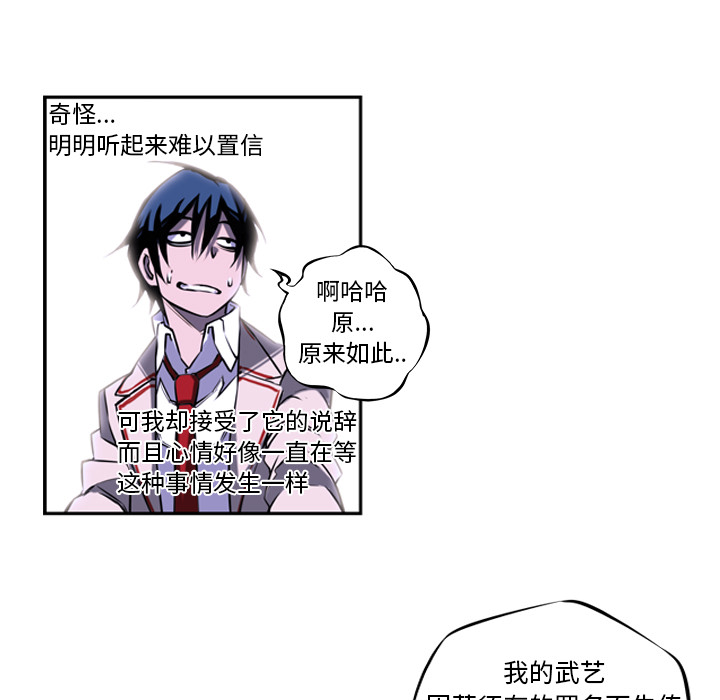 奇怪...
明明听起来难以置信
啊哈哈
原...
原来如此..
可我却接受了它的说辞
而且心情好像一直在等
这种事情发生一样
我的武艺